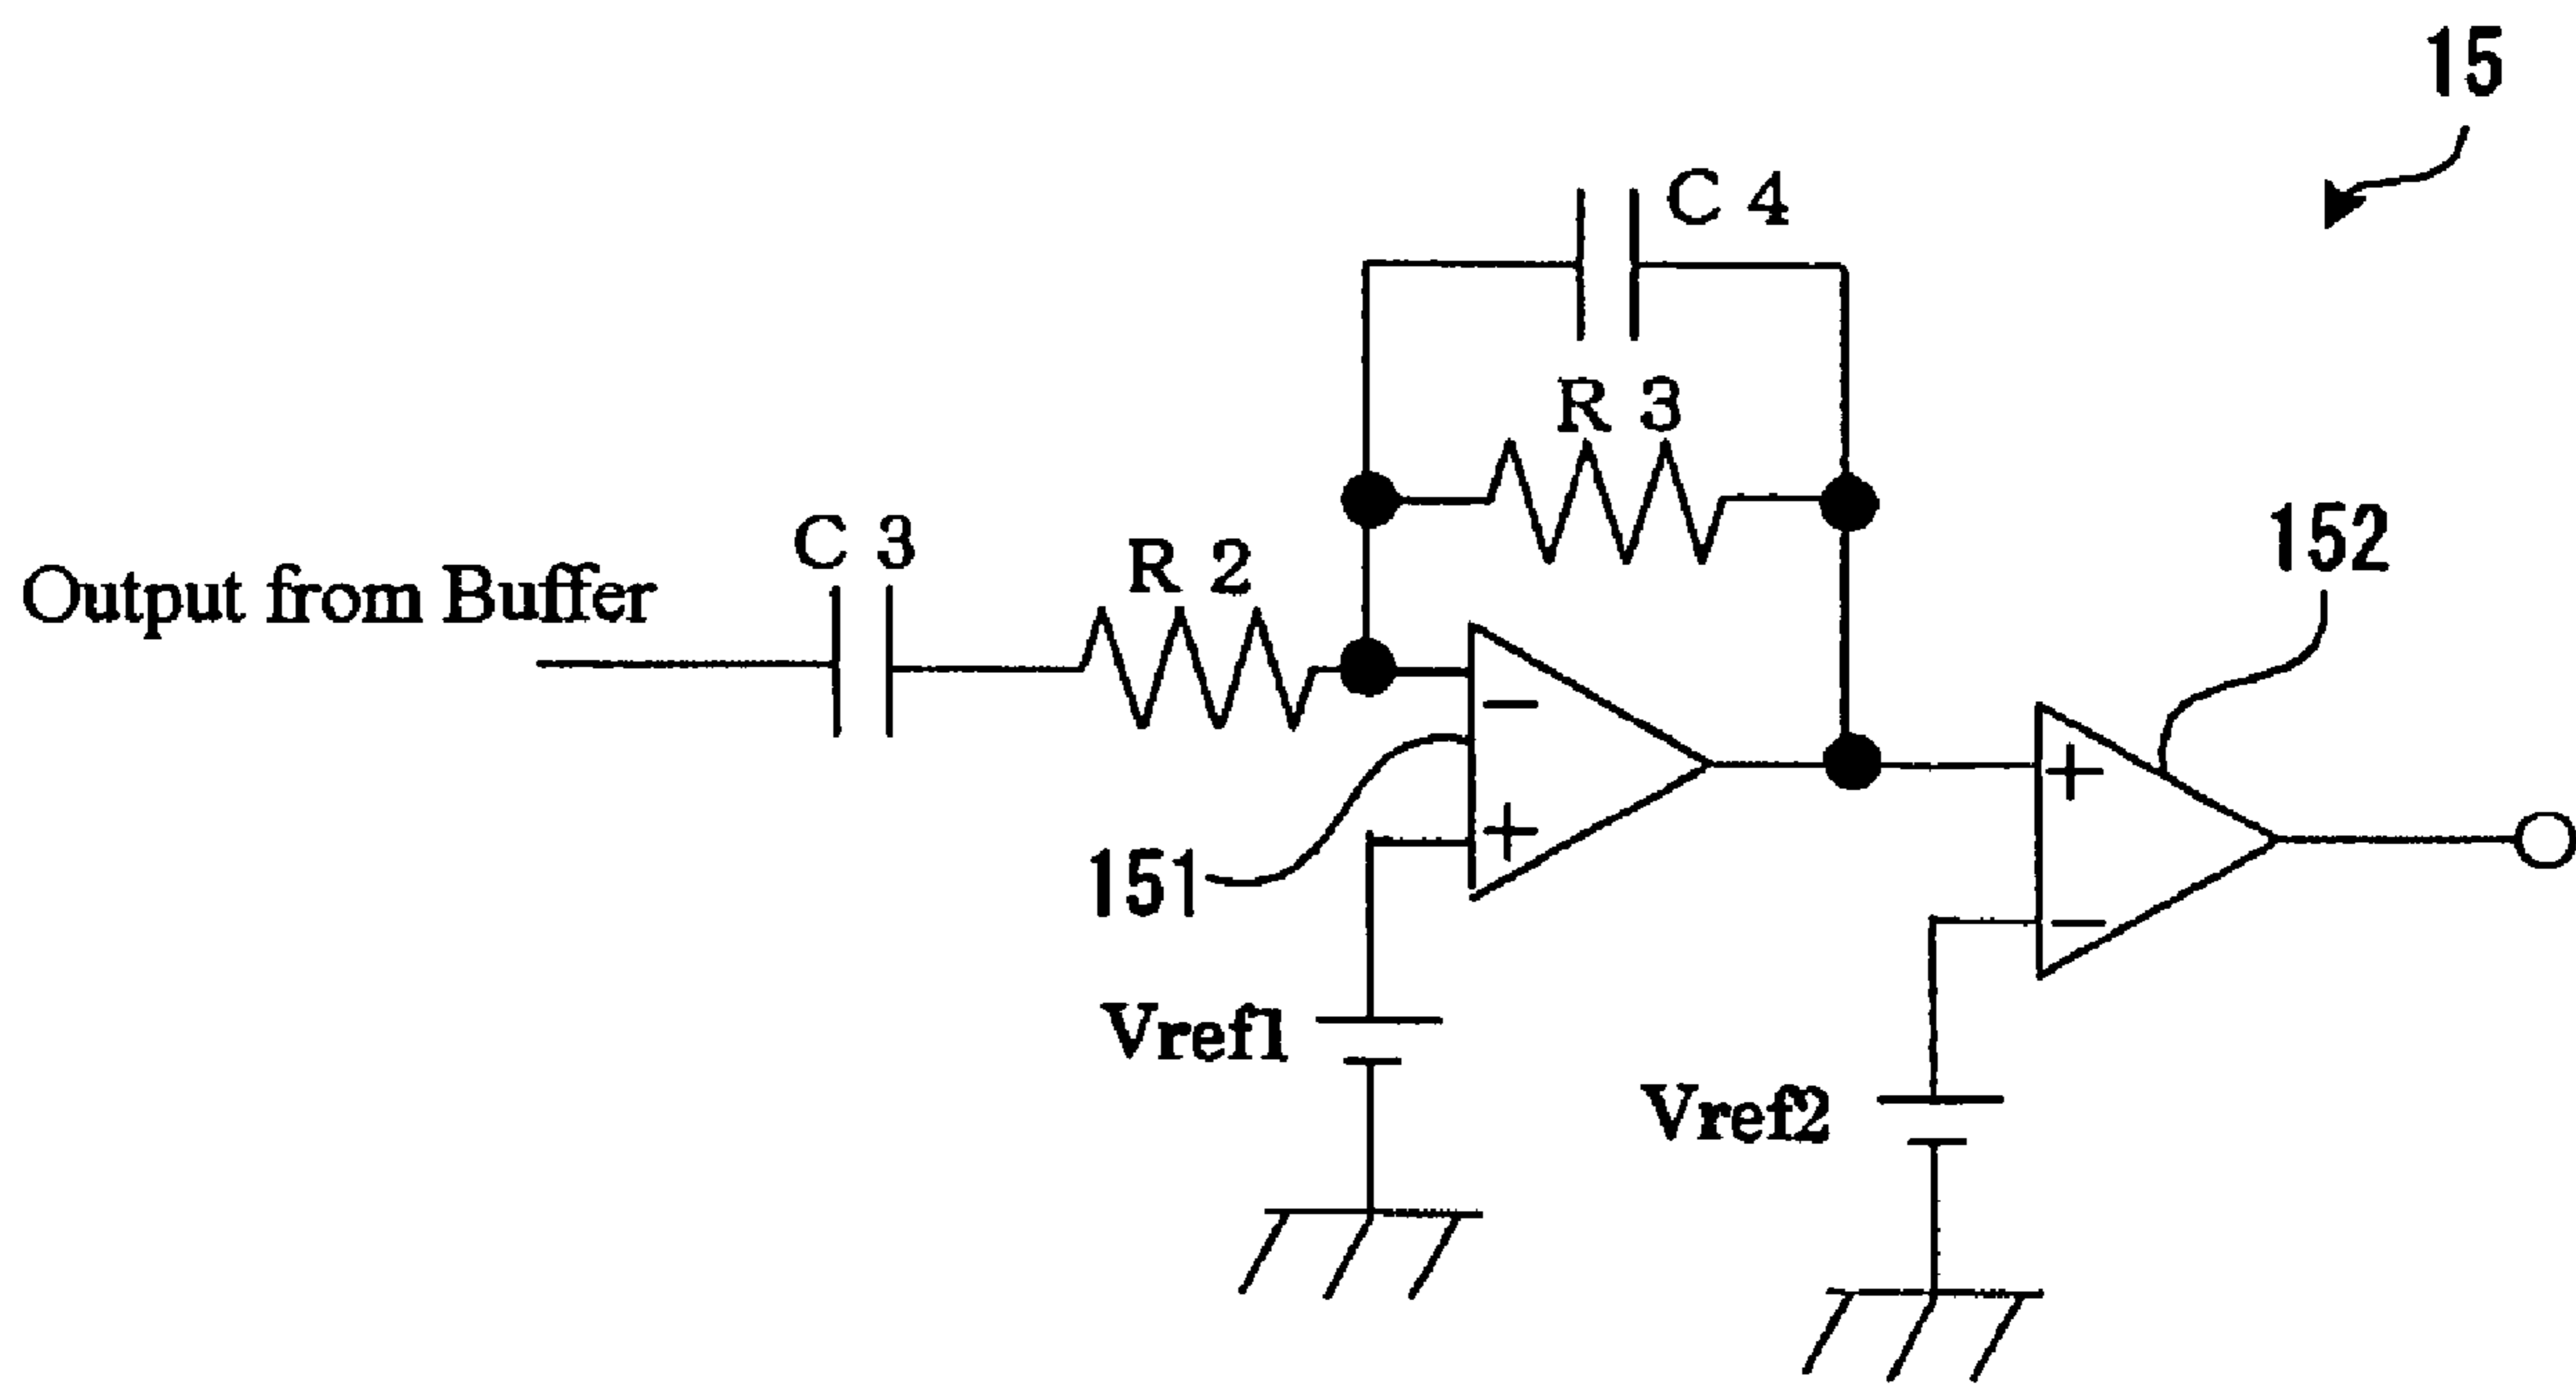 15
C 4
R 3
C 3
R 2
152
Output from Buffer
−
+
+
−
151
Vref1
Vref2